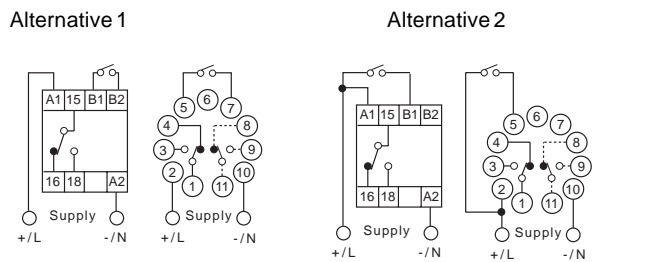 Alternative 1
Alternative 2
A1 15 B1 B2
16 18 A2
Supply
+/L -/N
5 6 7
4 8
3 9
2 10
1 11
Supply
+/L -/N
A1 15 B1 B2
16 18 A2
Supply
+/L -/N
5 6 7
4 8
3 9
2 10
1 11
Supply
+/L -/N